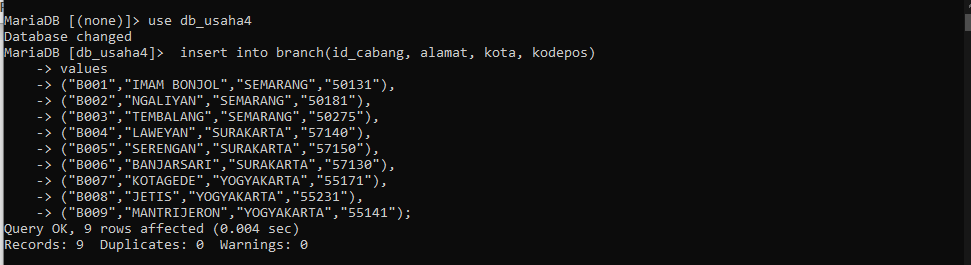 MariaDB [(none)]> use db_usaha4
Database changed
MariaDB [db_usaha4]>  insert into branch(id_cabang, alamat, kota, kodepos)
    -> values
    -> ("B001","IMAM BONJOL","SEMARANG","50131"),
    -> ("B002","NGALIYAN","SEMARANG","50181"),
    -> ("B003","TEMBALANG","SEMARANG","50275"),
    -> ("B004","LAWEYAN","SURAKARTA","57140"),
    -> ("B005","SERENGAN","SURAKARTA","57150"),
    -> ("B006","BANJARSARI","SURAKARTA","57130"),
    -> ("B007","KOTAGEDE","YOGYAKARTA","55171"),
    -> ("B008","JETIS","YOGYAKARTA","55231"),
    -> ("B009","MANTRIJERON","YOGYAKARTA","55141");
Query OK, 9 rows affected (0.004 sec)
Records: 9  Duplicates: 0  Warnings: 0